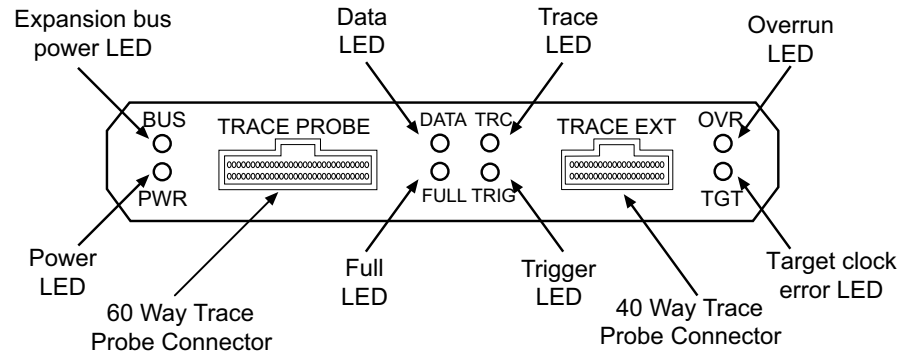 Expansion bus
power LED
Data
LED
Trace
LED
Overrun
LED
BUS
TRACE PROBE
DATA TRC
TRACE EXT
OVR
PWR
FULL TRIG
TGT
Power
LED
60 Way Trace
Probe Connector
Full
LED
Trigger
LED
40 Way Trace
Probe Connector
Target clock
error LED